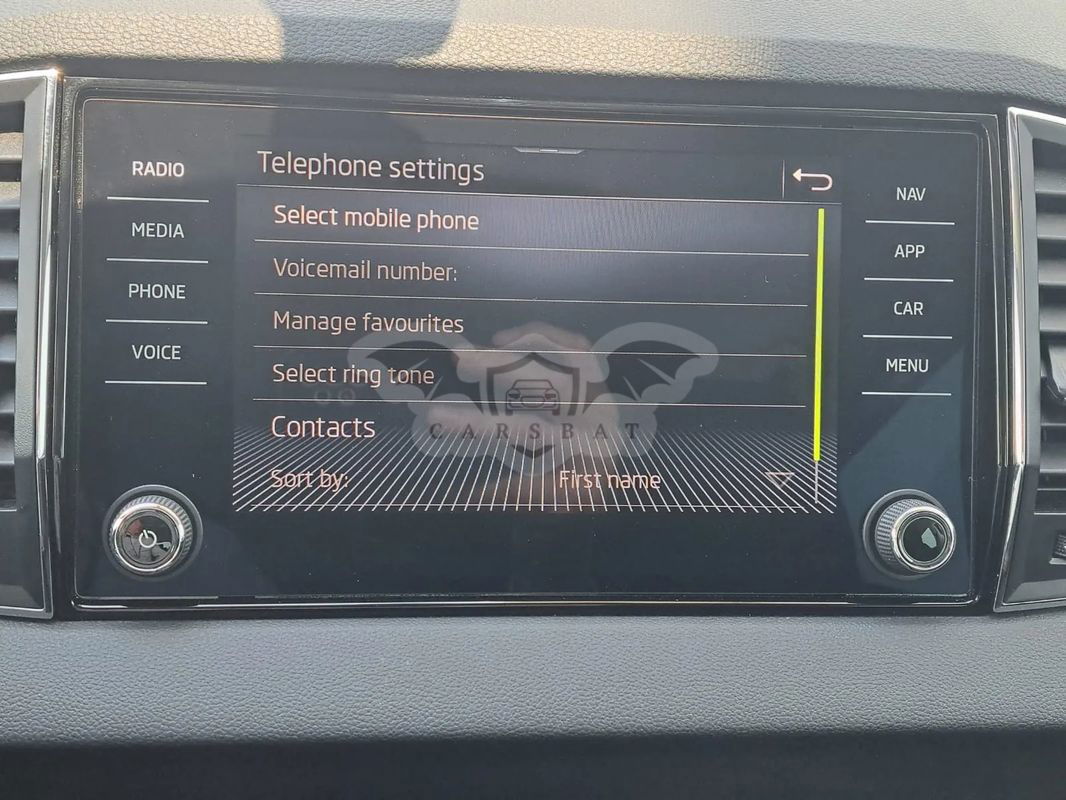 RADIO
MEDIA
PHONE
VOICE
Telephone settings
Select mobile phone
Voicemail number:
Manage favourites
Select ring tone
Contacts
Sort by: First name
NAV
APP
CAR
MENU
CARSBAT